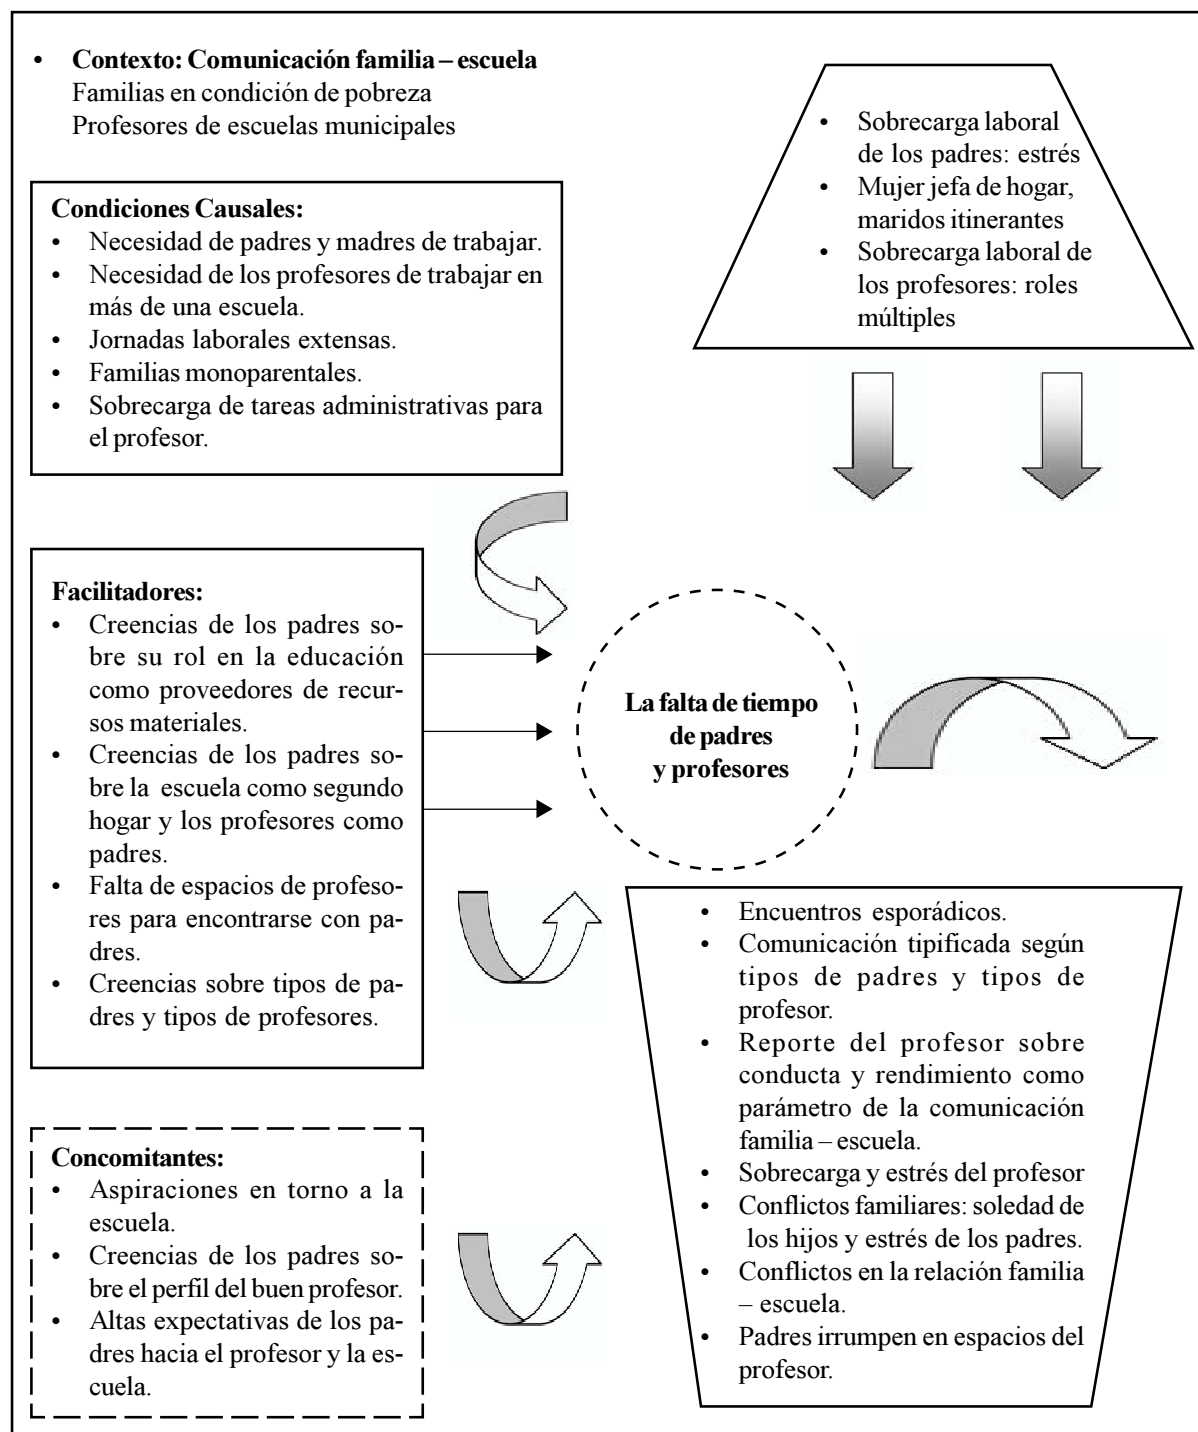 • Contexto: Comunicación familia – escuela
Familias en condición de pobreza
Profesores de escuelas municipales
• Sobrecarga laboral
de los padres: estrés
• Mujer jefa de hogar,
maridos itinerantes
• Sobrecarga laboral de
los profesores: roles
múltiples
Condiciones Causales:
• Necesidad de padres y madres de trabajar.
• Necesidad de los profesores de trabajar en
más de una escuela.
• Jornadas laborales extensas.
• Familias monoparentales.
• Sobrecarga de tareas administrativas para
el profesor.
Facilitadores:
• Creencias de los padres so-
bre su rol en la educación
como proveedores de recur-
sos materiales.
• Creencias de los padres so-
bre la escuela como segundo
hogar y los profesores como
padres.
• Falta de espacios de profeso-
res para encontrarse con pa-
dres.
• Creencias sobre tipos de pa-
dres y tipos de profesores.
La falta de tiempo
de padres
y profesores
• Encuentros esporádicos.
• Comunicación tipificada según
tipos de padres y tipos de
profesor.
• Reporte del profesor sobre
conducta y rendimiento como
parámetro de la comunicación
familia – escuela.
• Sobrecarga y estrés del profesor
• Conflictos familiares: soledad de
los hijos y estrés de los padres.
• Conflictos en la relación familia
– escuela.
• Padres irrumpen en espacios del
profesor.
Concomitantes:
• Aspiraciones en torno a la
escuela.
• Creencias de los padres so-
bre el perfil del buen profesor.
• Altas expectativas de los pa-
dres hacia el profesor y la es-
cuela.